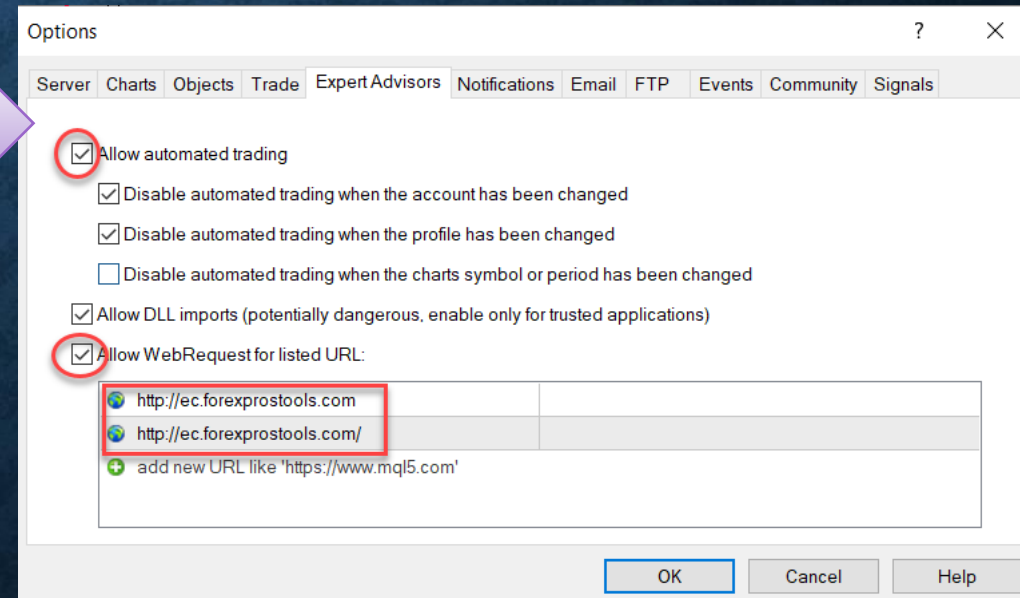 Options ?
Server Charts Objects Trade Expert Advisors Notifications Email FTP Events Community Signals
Allow automated trading
Disable automated trading when the account has been changed
Disable automated trading when the profile has been changed
Disable automated trading when the charts symbol or period has been changed
Allow DLL imports (potentially dangerous, enable only for trusted applications)
Allow WebRequest for listed URL:
http://ec.forexprostools.com
http://ec.forexprostools.com/
add new URL like 'https://www.mql5.com'
OK Cancel Help